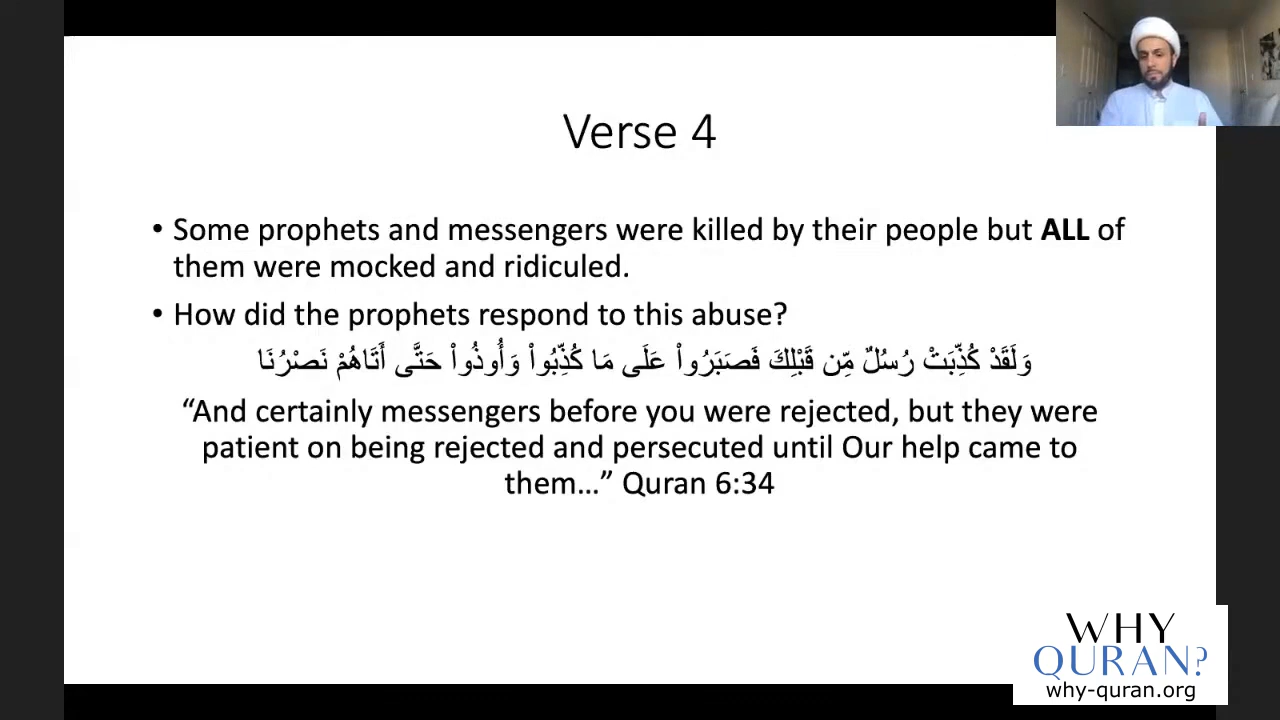 Verse 4
• Some prophets and messengers were killed by their people but ALL of
them were mocked and ridiculed.
• How did the prophets respond to this abuse?
وَلَقَدْ كُذِّبَتْ رُسُلٌ مِّن قَبْلِكَ فَصَبَرُواْ عَلَى مَا كُذِّبُواْ وَأُوذُواْ حَتَّى أَتَاهُمْ نَصْرُنَا
“And certainly messengers before you were rejected, but they were
patient on being rejected and persecuted until Our help came to
them…” Quran 6:34
WHY
QURAN?
why-quran.org